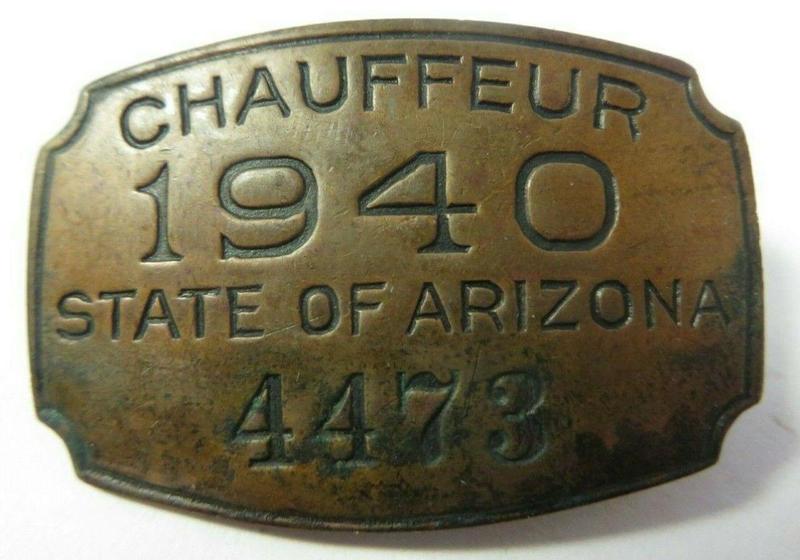 CHAUFFEUR
1940
STATE OF ARIZONA
4473